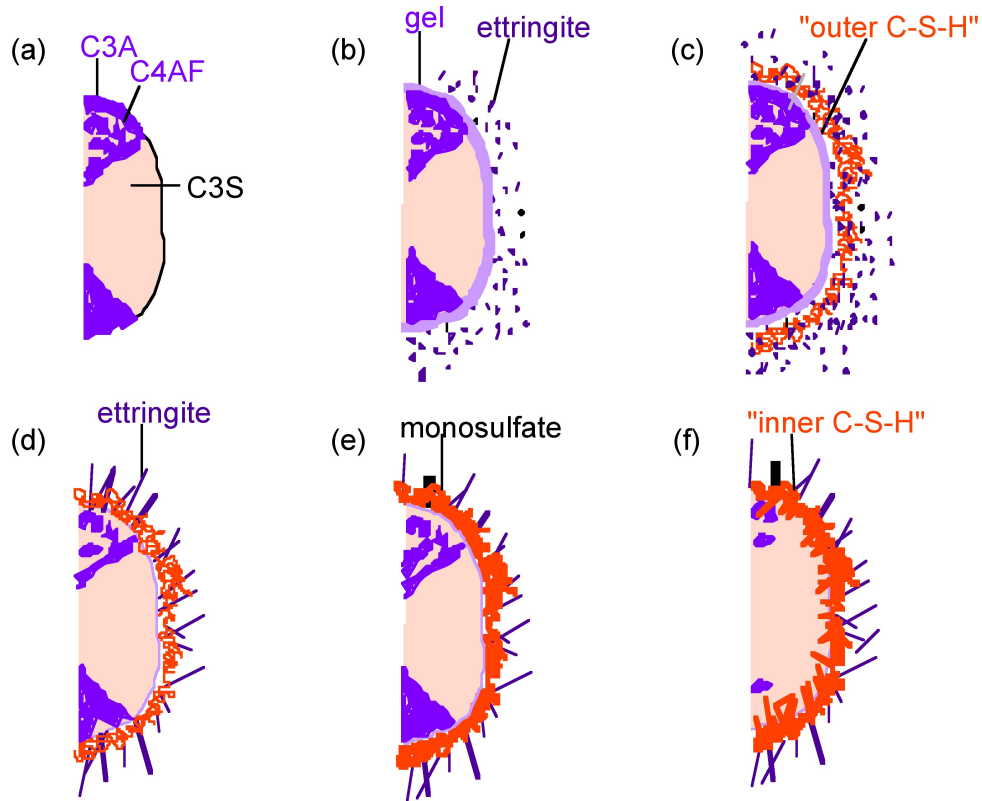 (a)
C3A
C4AF
C3S
(b)
gel
ettringite
(c)
"outer C-S-H"
(d)
ettringite
(e)
monosulfate
(f)
"inner C-S-H"